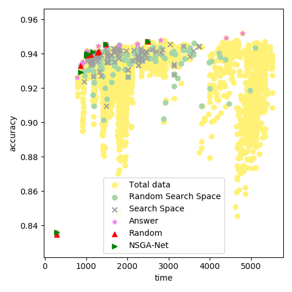 0.96
0.94
0.92
0.90
0.88
0.86
0.84
accuracy
Total data
Random Search Space
Search Space
Answer
Random
NSGA-Net
0 1000 2000 3000 4000 5000
time